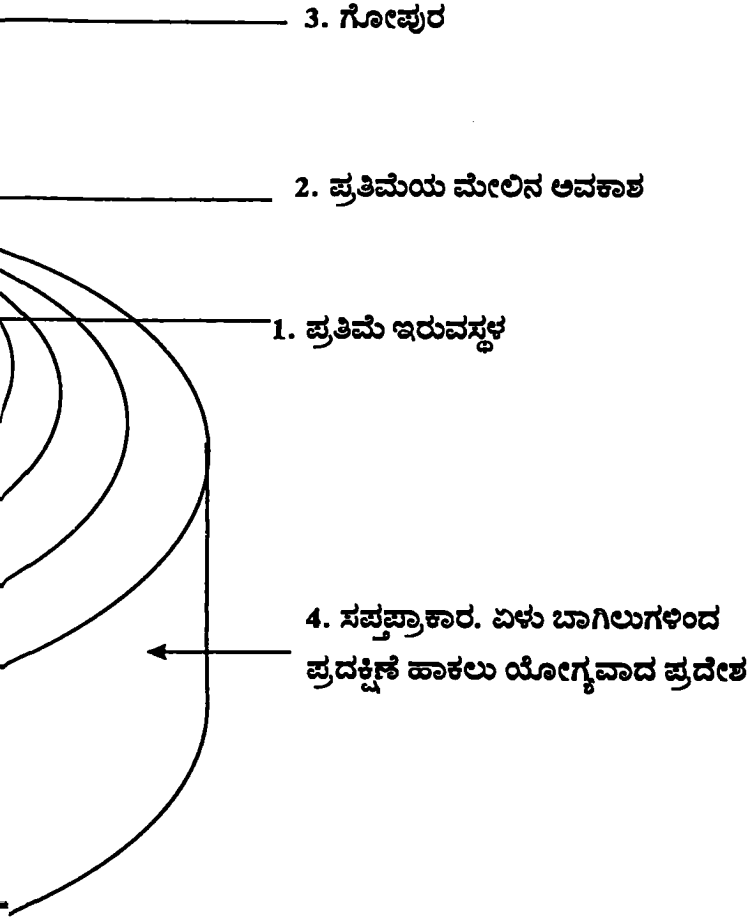 3. ಗೋಪುರ
2. ಪ್ರತಿಮೆಯ ಮೇಲಿನ ಅವಕಾಶ
1. ಪ್ರತಿಮೆ ಇರುವಸ್ಥಳ
4. ಸಪ್ತಪ್ರಾಕಾರ. ಏಳು ಬಾಗಿಲುಗಳಿಂದ
ಪ್ರದಕ್ಷಿಣೆ ಹಾಕಲು ಯೋಗ್ಯವಾದ ಪ್ರದೇಶ